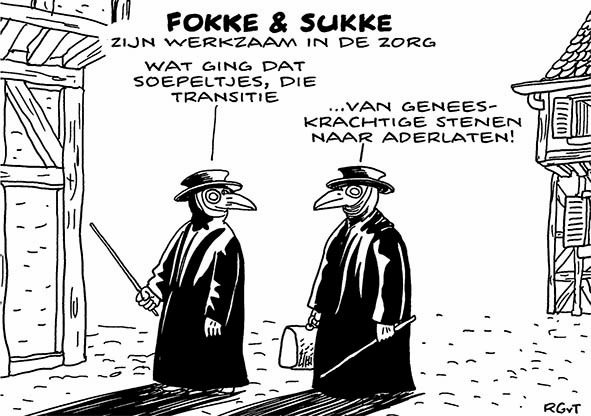 FOKKE & SUKKE
ZIJN WERKZAAM IN DE ZORG
WAT GING DAT
SOEPELTJES, DIE
TRANSITIE
...VAN GENEES-
KRACHTIGE STENEN
NAAR ADERLATEN!
RGvT